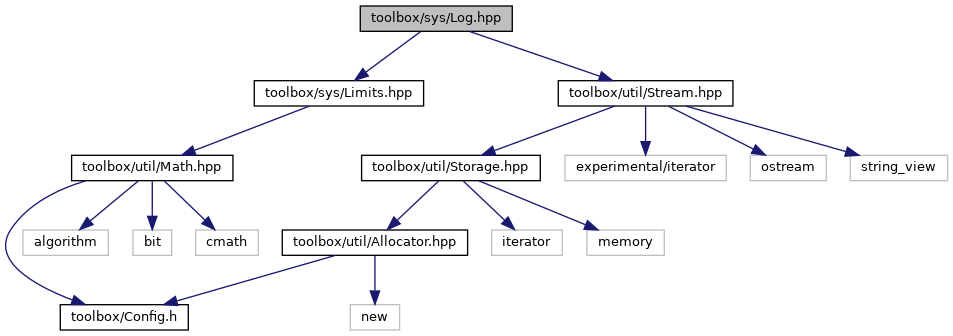 toolbox/sys/Log.hpp
toolbox/sys/Limits.hpp
toolbox/util/Stream.hpp
toolbox/util/Math.hpp
toolbox/util/Storage.hpp
experimental/iterator
ostream
string_view
algorithm
bit
cmath
toolbox/util/Allocator.hpp
iterator
memory
toolbox/Config.h
new